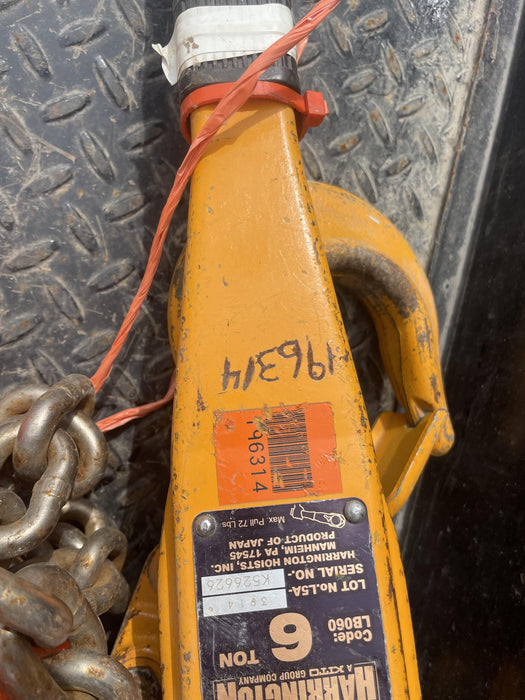 196314
196314
HARRINGTON
A KITO GROUP COMPANY
Code:
LB060
6
TON
LOT No.L5A-
SERIAL NO.-
K526626
HARRINGTON HOISTS, INC.
MANHEIM, PA 17545
PRODUCT OF JAPAN
Max. Pull 72 Lbs